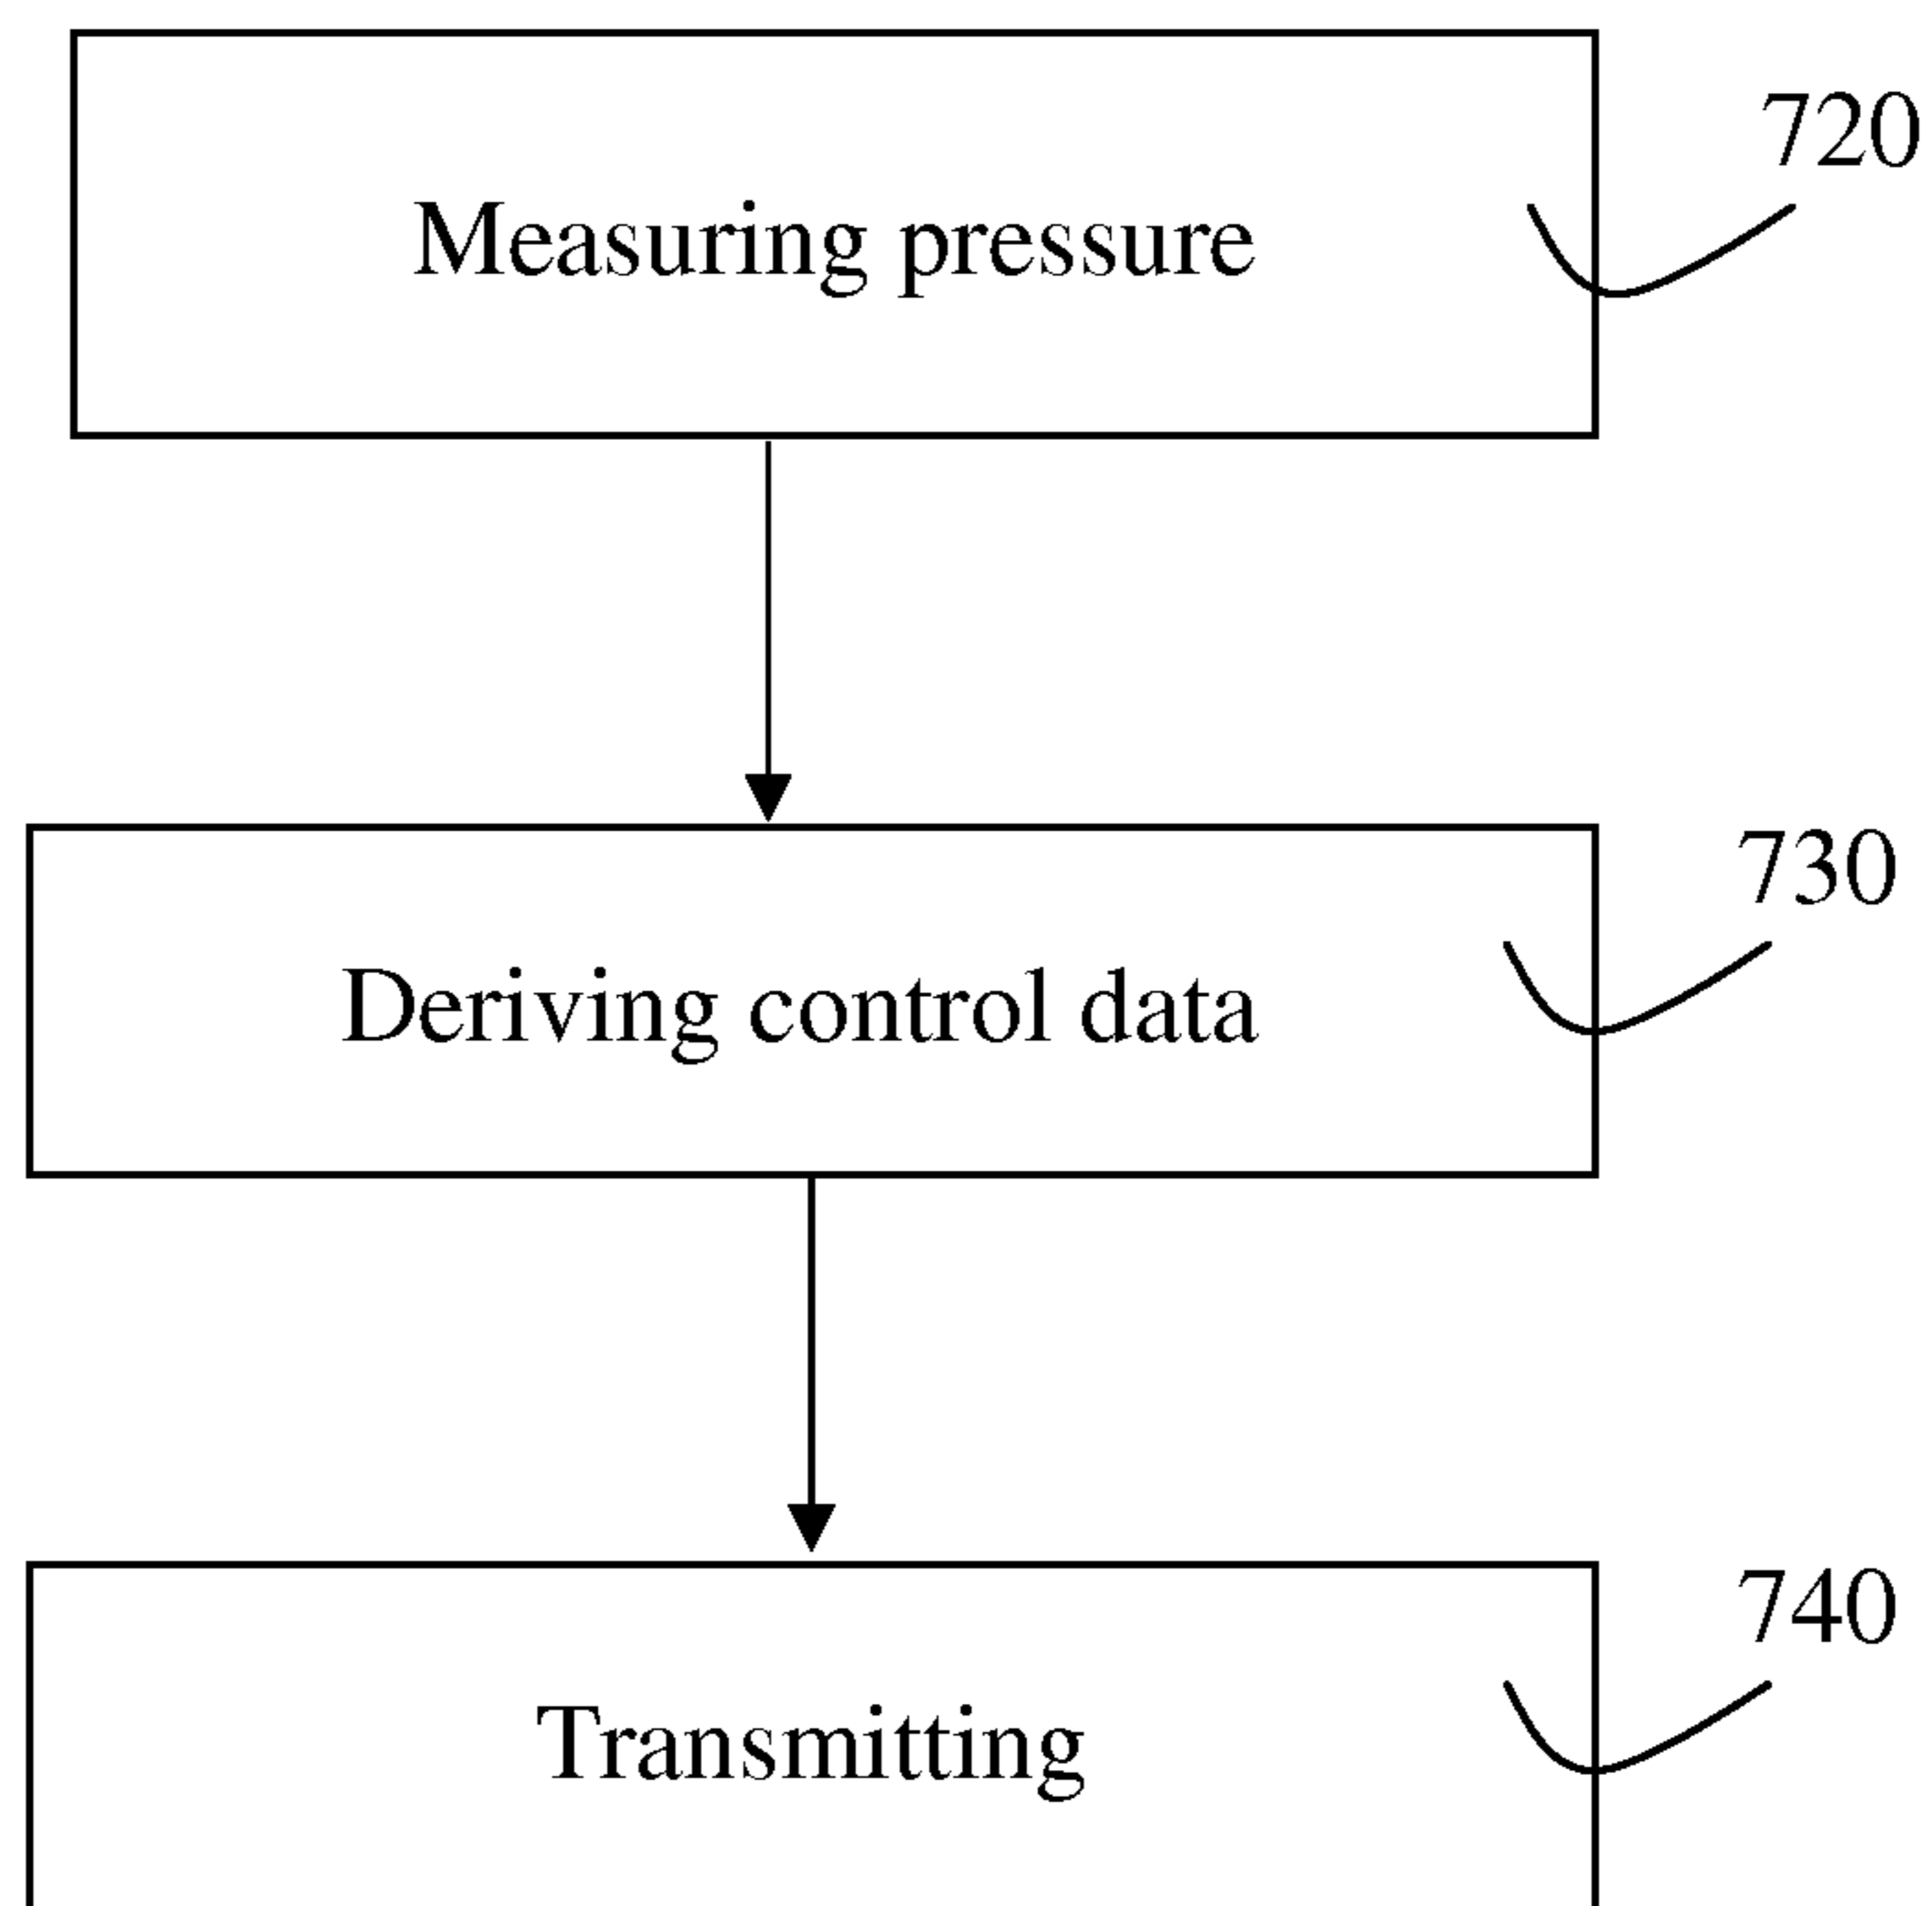 720
Measuring pressure
730
Deriving control data
740
Transmitting